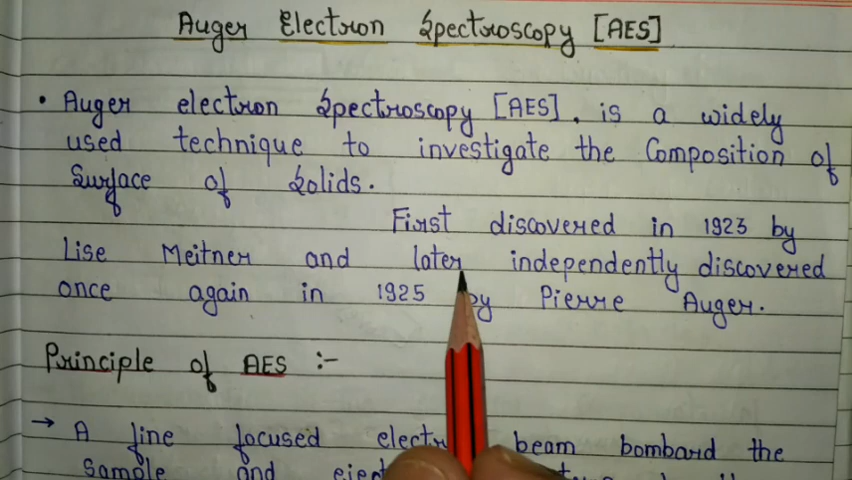 Auger Electron Spectroscopy [AES]
• Auger electron Spectroscopy [AES]. is a widely
used technique to investigate the Composition of
Surface of Solids.
First discovered in 1923 by
Lise Meitner and later independently discovered
once again in 1925 by Pierre Auger.
Principle of AES :-
→ A fine focused beam bombard the
Sample and